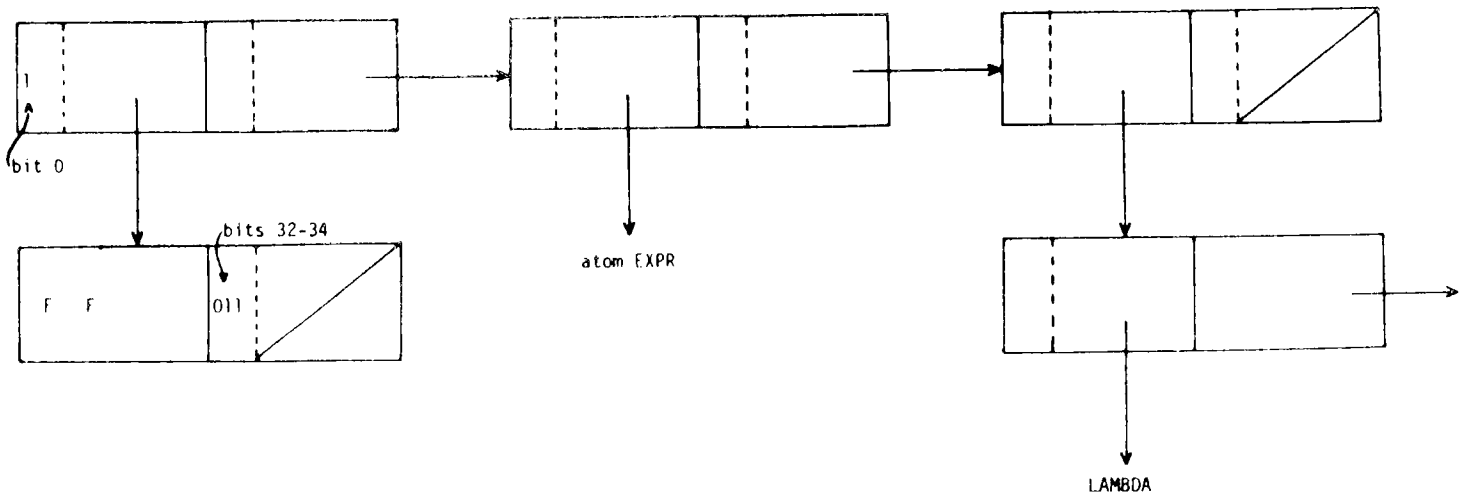 1
bit 0
bits 32-34
F F
011
atom EXPR
LAMBDA